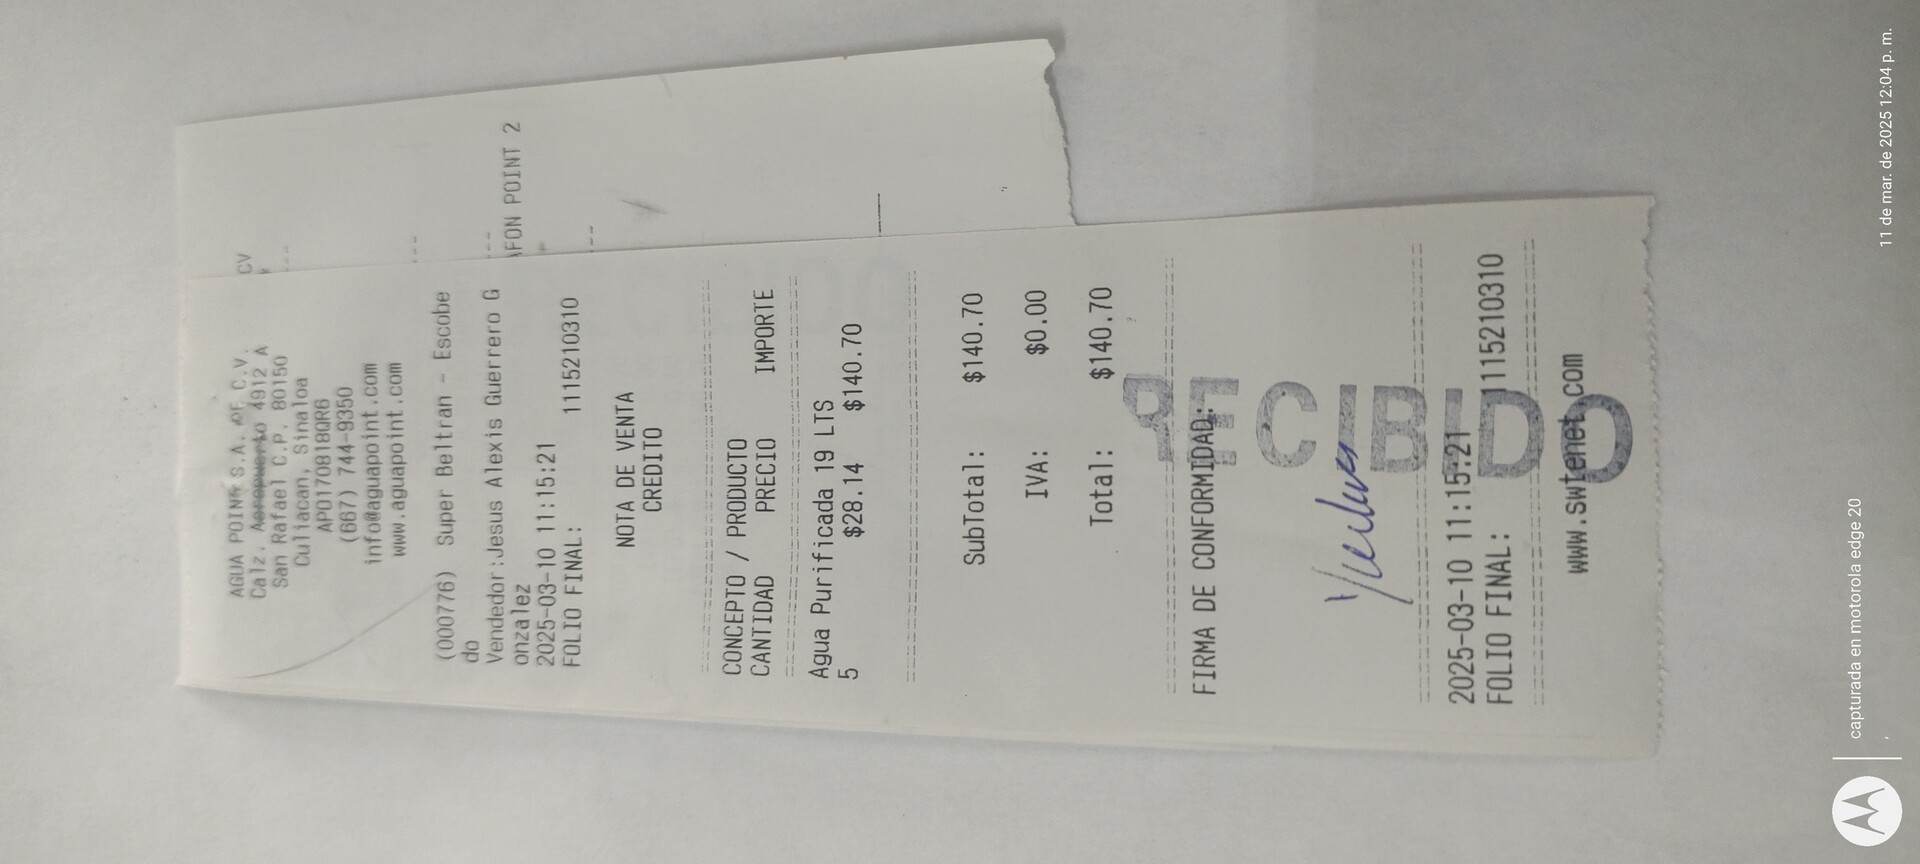 AGUA POINT S.A. DE C.V.
Calz. Aeropuerto 4912 A
San Rafael C.P. 80150
Culiacan, Sinaloa
APO170818QR6
(667) 744-9350
info@aguapoint.com
www.aguapoint.com
(000776) Super Beltran - Escobe
do
Vendedor:Jesus Alexis Guerrero G
onzalez
2025-03-10 11:15:21
FOLIO FINAL: 1115210310
NOTA DE VENTA
CREDITO
CONCEPTO / PRODUCTO
CANTIDAD PRECIO IMPORTE
Agua Purificada 19 LTS
5 $28.14 $140.70
SubTotal: $140.70
IVA: $0.00
Total: $140.70
RECIBIDO
FIRMA DE CONFORMIDAD:
2025-03-10 11:15:21
FOLIO FINAL: 1115210310
www.swtenet.com
CV
FON POINT 2
capturada en motorola edge 20
11 de mar. de 2025 12:04 p. m.